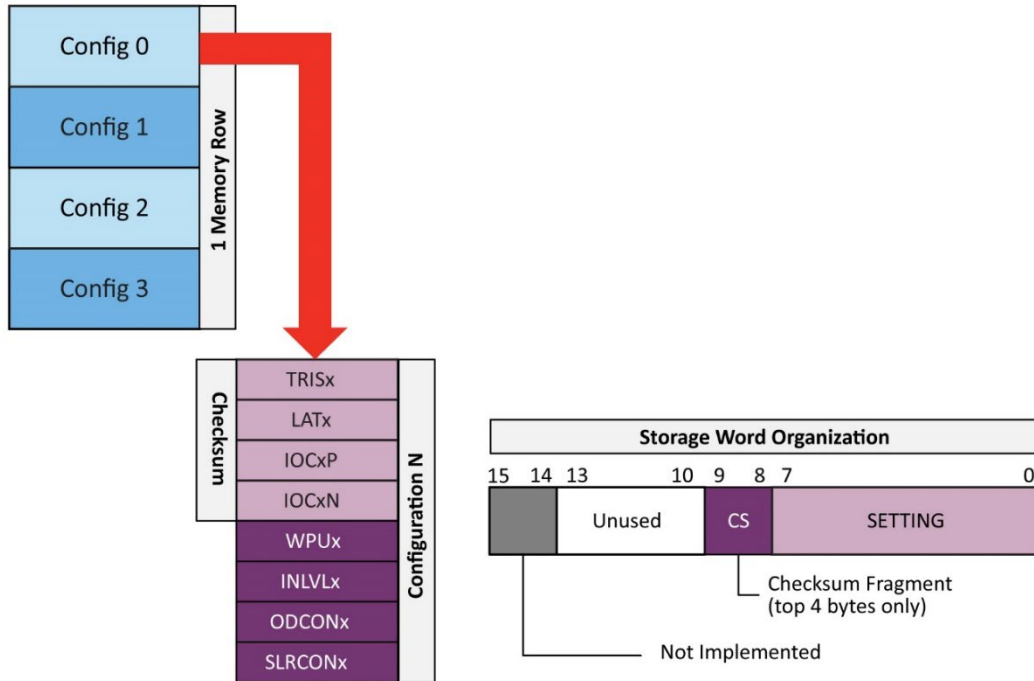 Config 0
Config 1
Config 2
Config 3
1 Memory Row
Checksum
TRISx
LATx
IOCxP
IOCxN
WPUx
INLVLx
ODCONx
SLRCONx
Configuration N
Storage Word Organization
15 14 13 10 9 8 7 0
Unused CS SETTING
Checksum Fragment
(top 4 bytes only)
Not Implemented